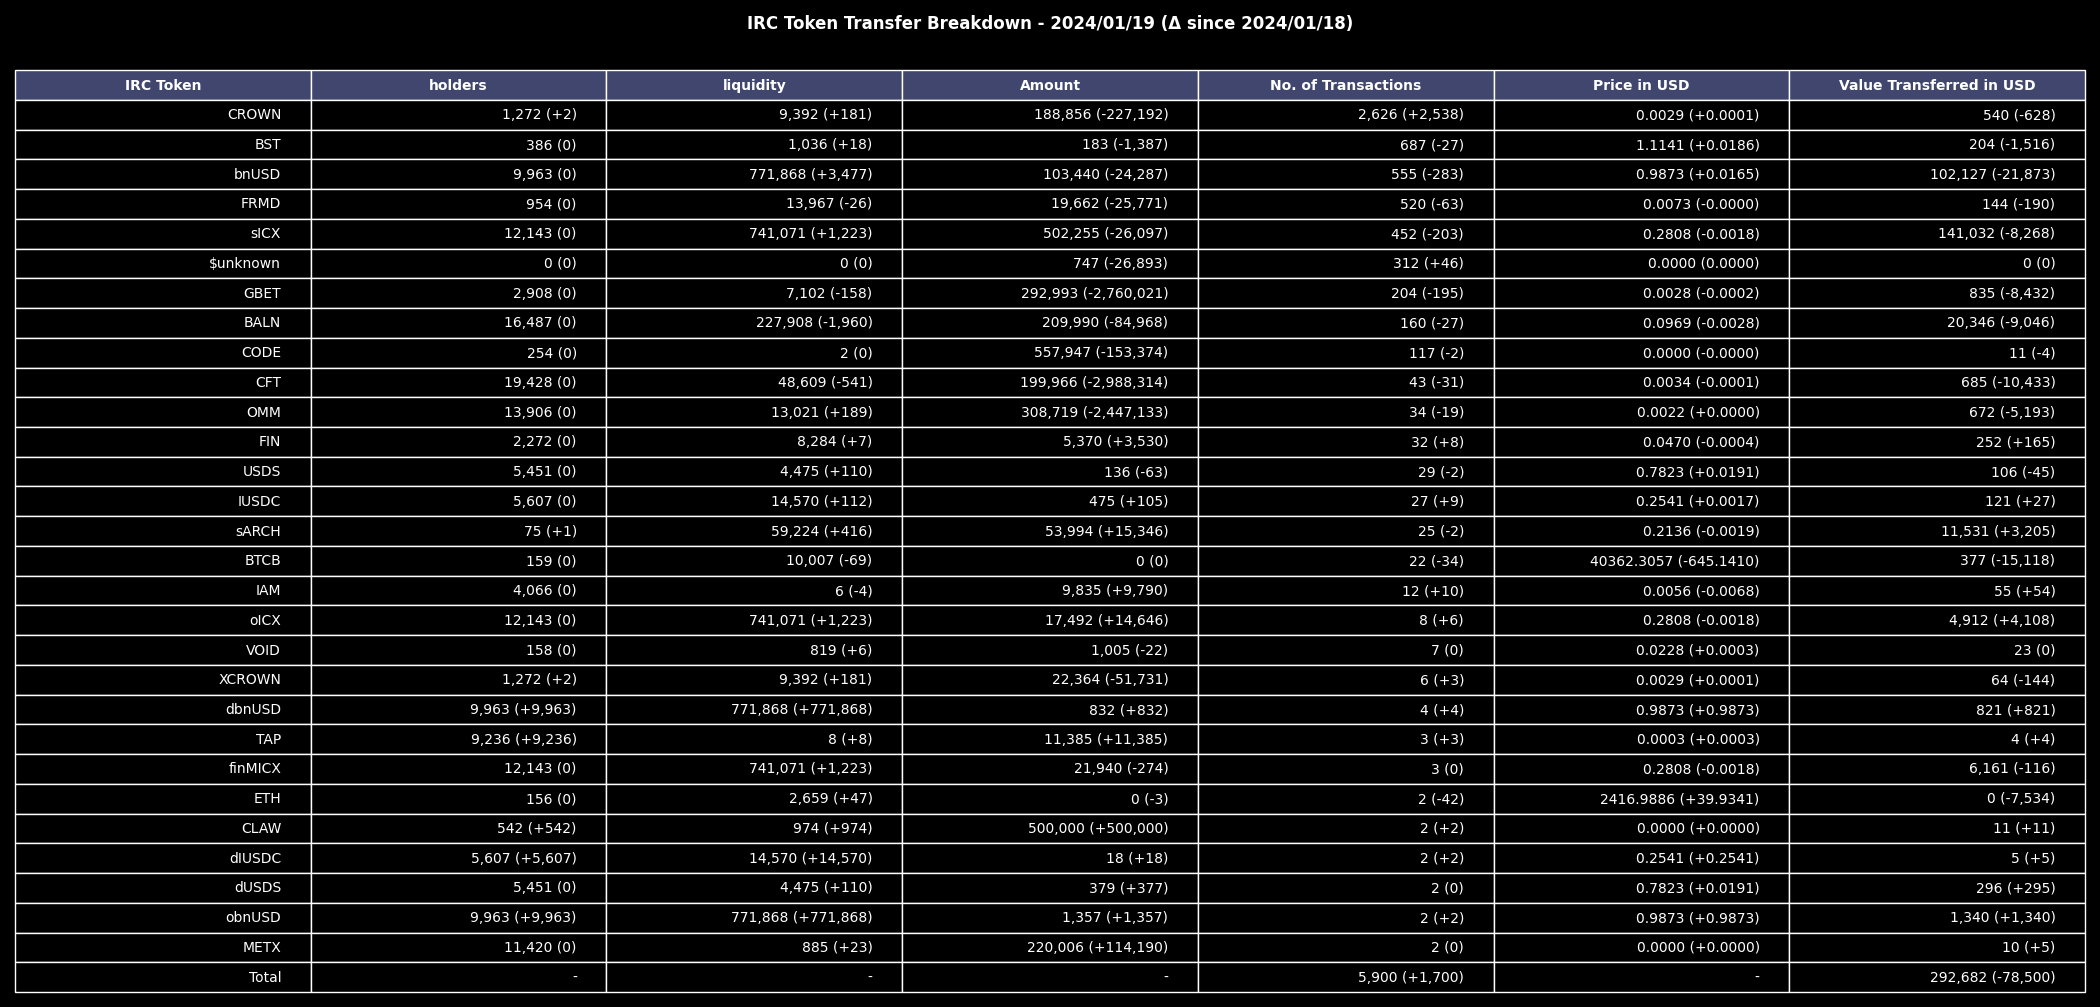 IRC Token Transfer Breakdown - 2024/01/19 (Δ since 2024/01/18)
IRC Token holders liquidity Amount No. of Transactions Price in USD Value Transferred in USD
CROWN 1,272 (+2) 9,392 (+181) 188,856 (-227,192) 2,626 (+2,538) 0.0029 (+0.0001) 540 (-628)
BST 386 (0) 1,036 (+18) 183 (-1,387) 687 (-27) 1.1141 (+0.0186) 204 (-1,516)
bnUSD 9,963 (0) 771,868 (+3,477) 103,440 (-24,287) 555 (-283) 0.9873 (+0.0165) 102,127 (-21,873)
FRMD 954 (0) 13,967 (-26) 19,662 (-25,771) 520 (-63) 0.0073 (-0.0000) 144 (-190)
sICX 12,143 (0) 741,071 (+1,223) 502,255 (-26,097) 452 (-203) 0.2808 (-0.0018) 141,032 (-8,268)
$unknown 0 (0) 0 (0) 747 (-26,893) 312 (+46) 0.0000 (0.0000) 0 (0)
GBET 2,908 (0) 7,102 (-158) 292,993 (-2,760,021) 204 (-195) 0.0028 (-0.0002) 835 (-8,432)
BALN 16,487 (0) 227,908 (-1,960) 209,990 (-84,968) 160 (-27) 0.0969 (-0.0028) 20,346 (-9,046)
CODE 254 (0) 2 (0) 557,947 (-153,374) 117 (-2) 0.0000 (-0.0000) 11 (-4)
CFT 19,428 (0) 48,609 (-541) 199,966 (-2,988,314) 43 (-31) 0.0034 (-0.0001) 685 (-10,433)
OMM 13,906 (0) 13,021 (+189) 308,719 (-2,447,133) 34 (-19) 0.0022 (+0.0000) 672 (-5,193)
FIN 2,272 (0) 8,284 (+7) 5,370 (+3,530) 32 (+8) 0.0470 (-0.0004) 252 (+165)
USDS 5,451 (0) 4,475 (+110) 136 (-63) 29 (-2) 0.7823 (+0.0191) 106 (-45)
IUSDC 5,607 (0) 14,570 (+112) 475 (+105) 27 (+9) 0.2541 (+0.0017) 121 (+27)
sARCH 75 (+1) 59,224 (+416) 53,994 (+15,346) 25 (-2) 0.2136 (-0.0019) 11,531 (+3,205)
BTCB 159 (0) 10,007 (-69) 0 (0) 22 (-34) 40362.3057 (-645.1410) 377 (-15,118)
IAM 4,066 (0) 6 (-4) 9,835 (+9,790) 12 (+10) 0.0056 (-0.0068) 55 (+54)
oICX 12,143 (0) 741,071 (+1,223) 17,492 (+14,646) 8 (+6) 0.2808 (-0.0018) 4,912 (+4,108)
VOID 158 (0) 819 (+6) 1,005 (-22) 7 (0) 0.0228 (+0.0003) 23 (0)
XCROWN 1,272 (+2) 9,392 (+181) 22,364 (-51,731) 6 (+3) 0.0029 (+0.0001) 64 (-144)
dbnUSD 9,963 (+9,963) 771,868 (+771,868) 832 (+832) 4 (+4) 0.9873 (+0.9873) 821 (+821)
TAP 9,236 (+9,236) 8 (+8) 11,385 (+11,385) 3 (+3) 0.0003 (+0.0003) 4 (+4)
finMICX 12,143 (0) 741,071 (+1,223) 21,940 (-274) 3 (0) 0.2808 (-0.0018) 6,161 (-116)
ETH 156 (0) 2,659 (+47) 0 (-3) 2 (-42) 2416.9886 (+39.9341) 0 (-7,534)
CLAW 542 (+542) 974 (+974) 500,000 (+500,000) 2 (+2) 0.0000 (+0.0000) 11 (+11)
dIUSDC 5,607 (+5,607) 14,570 (+14,570) 18 (+18) 2 (+2) 0.2541 (+0.2541) 5 (+5)
dUSDS 5,451 (0) 4,475 (+110) 379 (+377) 2 (0) 0.7823 (+0.0191) 296 (+295)
obnUSD 9,963 (+9,963) 771,868 (+771,868) 1,357 (+1,357) 2 (+2) 0.9873 (+0.9873) 1,340 (+1,340)
METX 11,420 (0) 885 (+23) 220,006 (+114,190) 2 (0) 0.0000 (+0.0000) 10 (+5)
Total - - - 5,900 (+1,700) - 292,682 (-78,500)